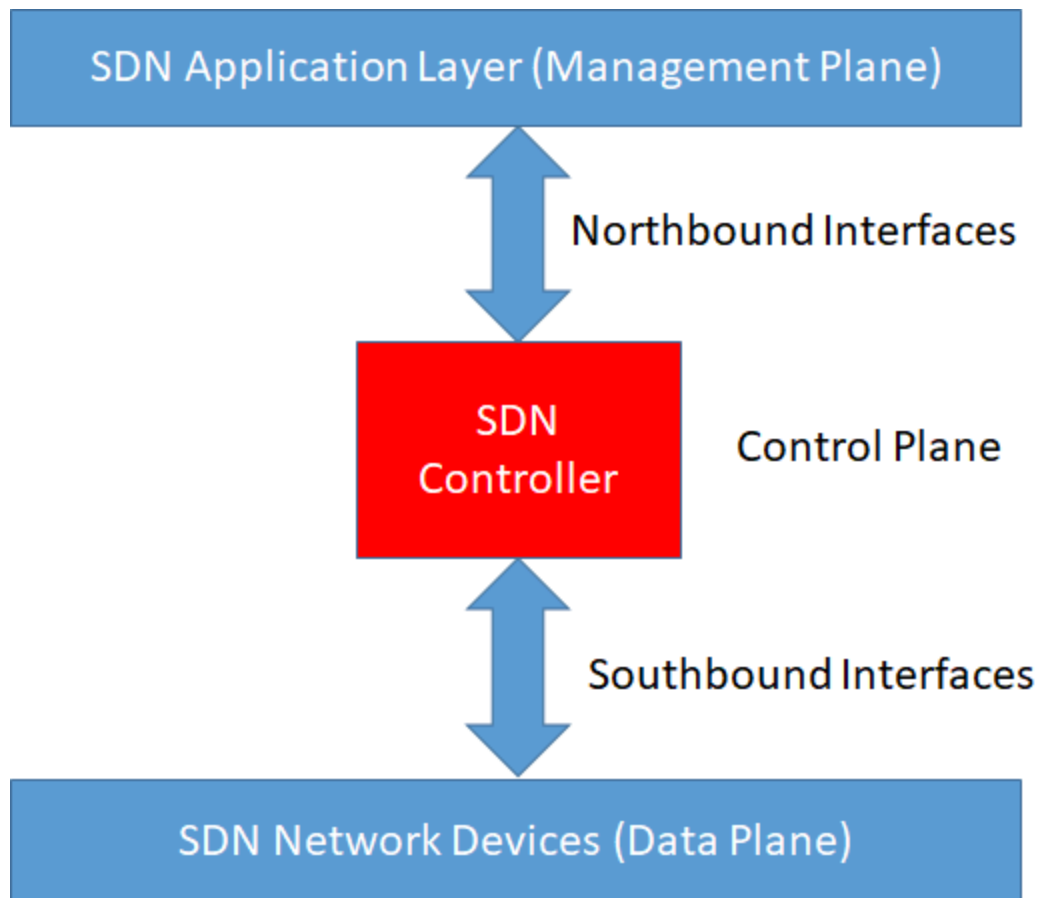 SDN Application Layer (Management Plane)
Northbound Interfaces
SDN
Controller
Control Plane
Southbound Interfaces
SDN Network Devices (Data Plane)